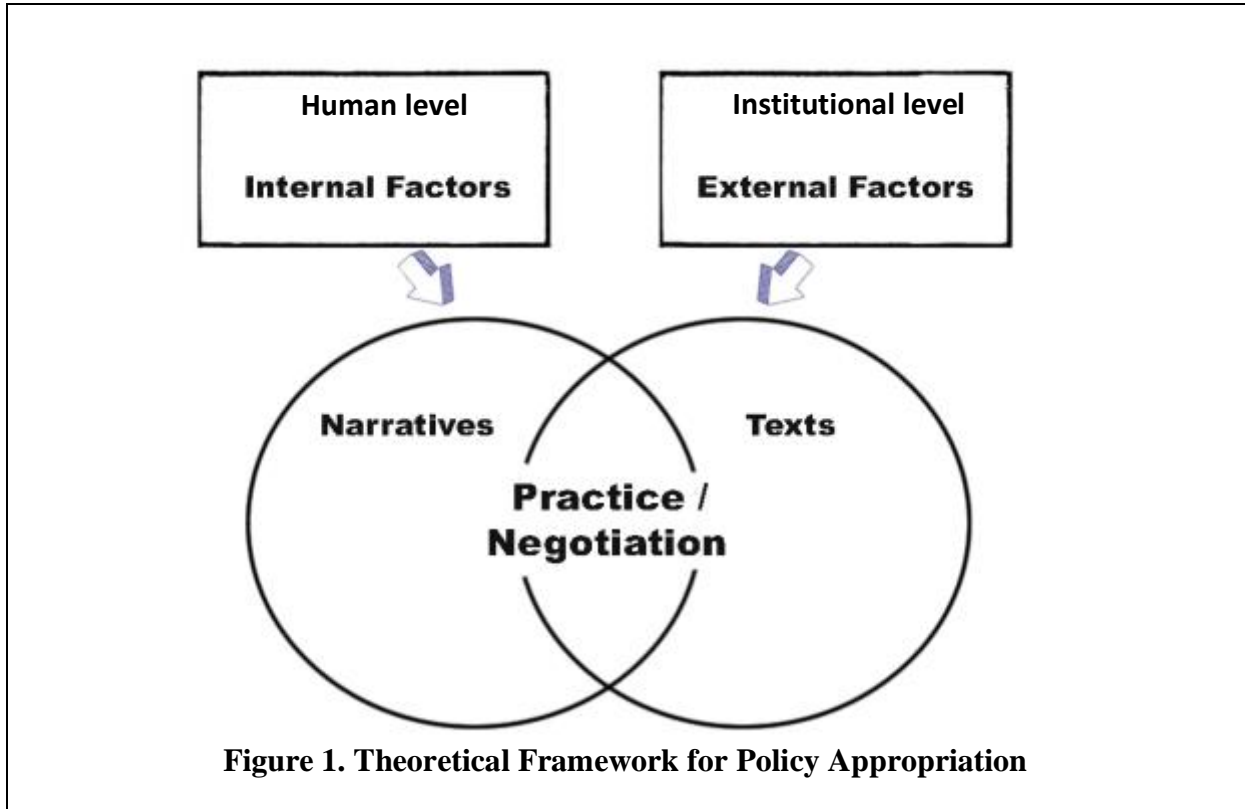 Human level
Internal Factors
Institutional level
External Factors
Narratives
Texts
Practice /
Negotiation
Figure 1. Theoretical Framework for Policy Appropriation